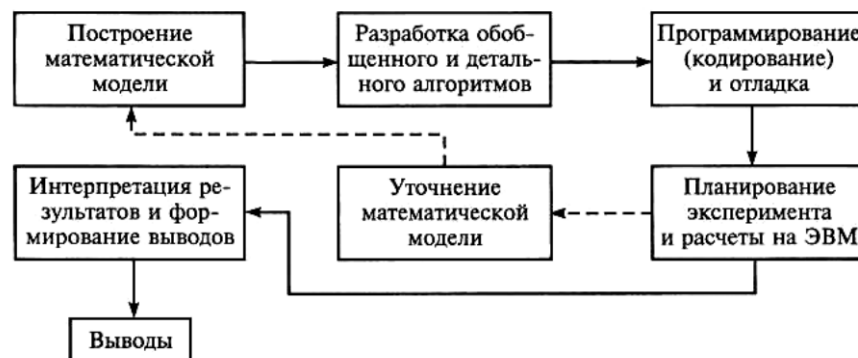 Построение
математической
модели
Разработка обоб-
щенного и деталь-
ного алгоритмов
Программирование
(кодирование)
и отладка
Интерпретация ре-
зультатов и фор-
мирование выводов
Уточнение
математической
модели
Планирование
эксперимента
и расчеты на ЭВМ
Выводы